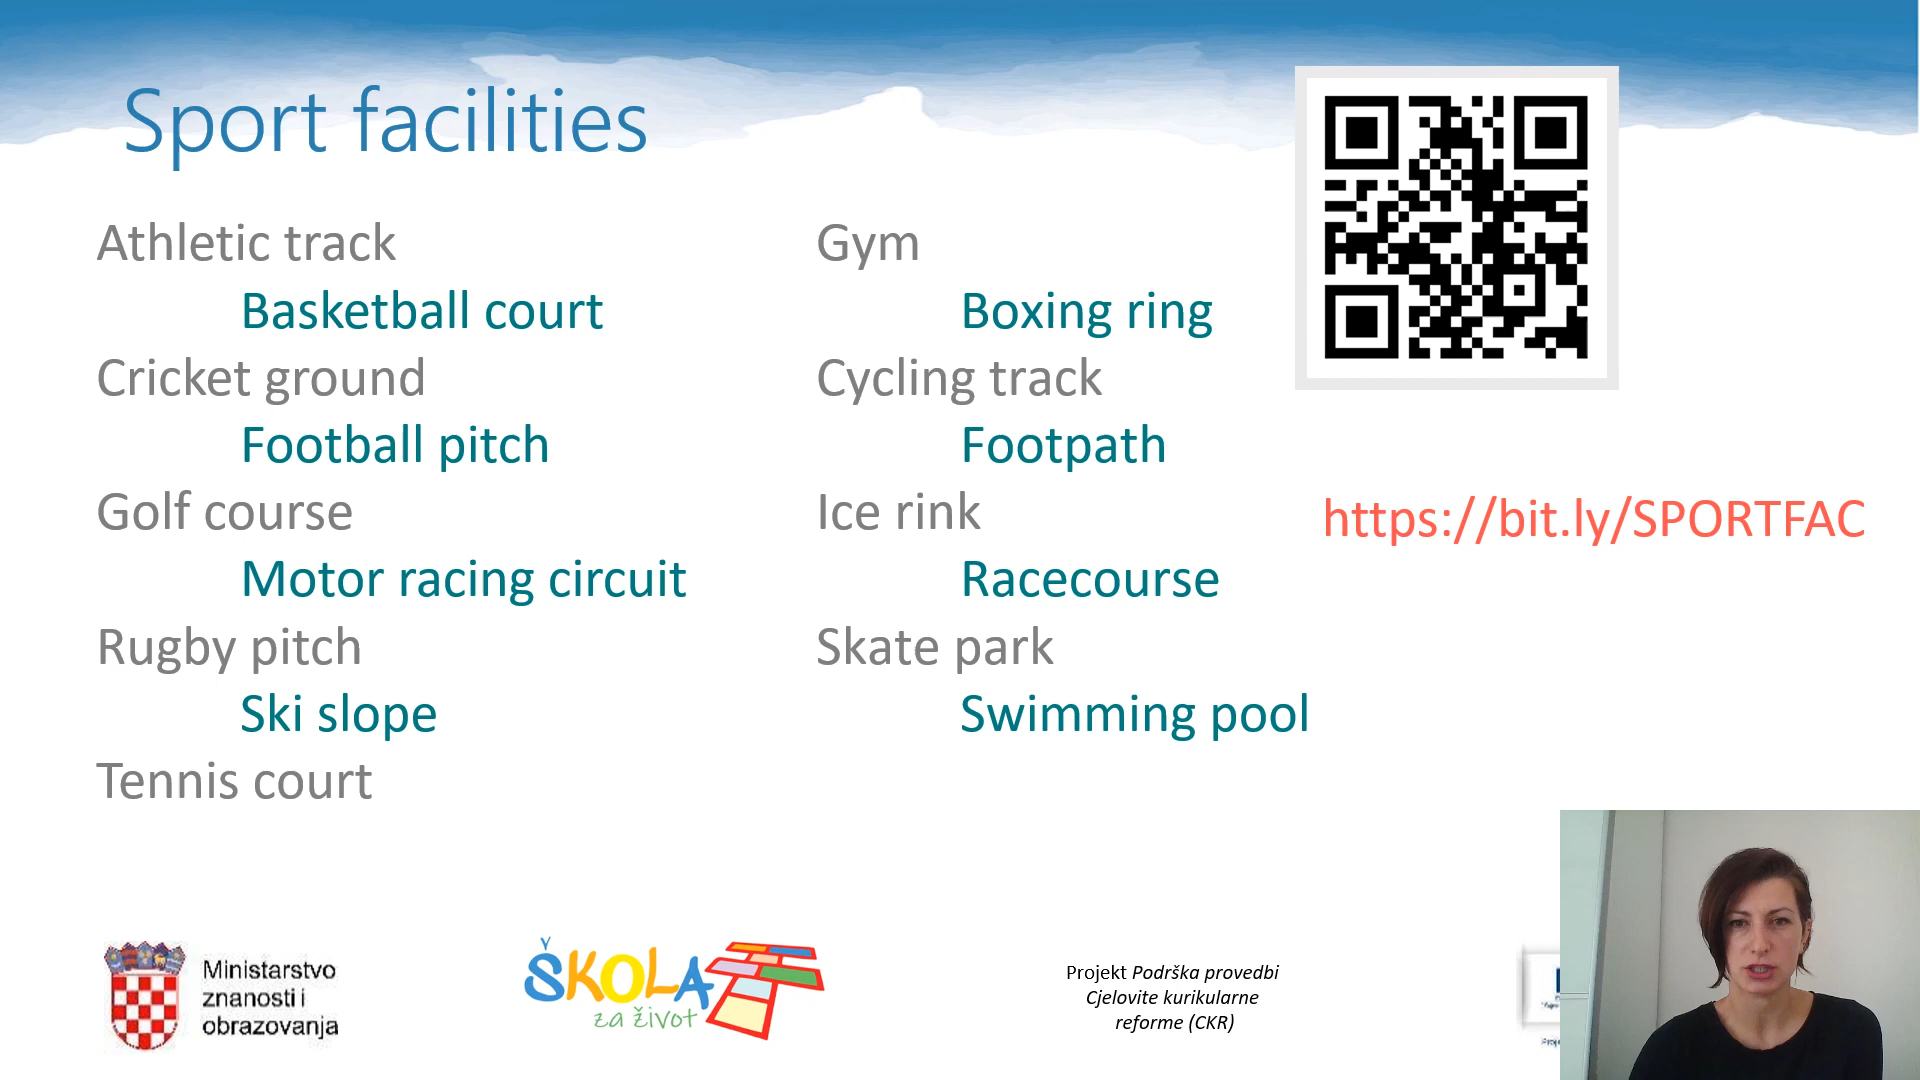 Sport facilities
Athletic track
Basketball court
Cricket ground
Football pitch
Golf course
Motor racing circuit
Rugby pitch
Ski slope
Tennis court
Gym
Boxing ring
Cycling track
Footpath
Ice rink
Racecourse
Skate park
Swimming pool
https://bit.ly/SPORTFAC
Ministarstvo
znanosti i
obrazovanja
ŠKOLA
za život
Projekt Podrška provedbi
Cjelovite kurikularne
reforme (CKR)